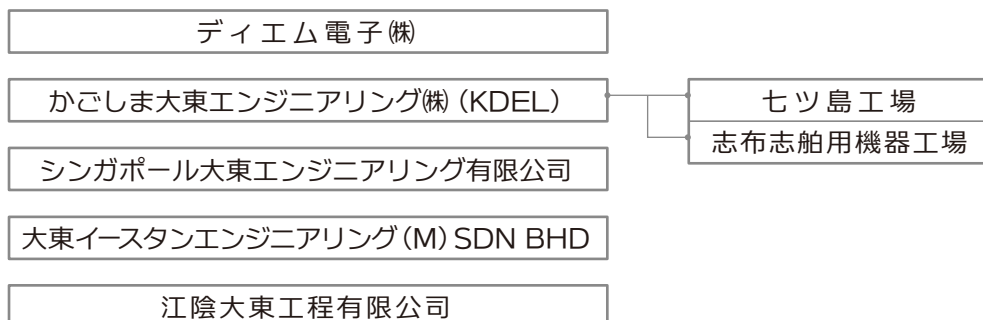 ディエム電子㈱
かごしま大東エンジニアリング㈱(KDEL)
七ツ島工場
志布志舶用機器工場
シンガポール大東エンジニアリング有限公司
大東イースタンエンジニアリング(M)SDN BHD
江陰大東工程有限公司